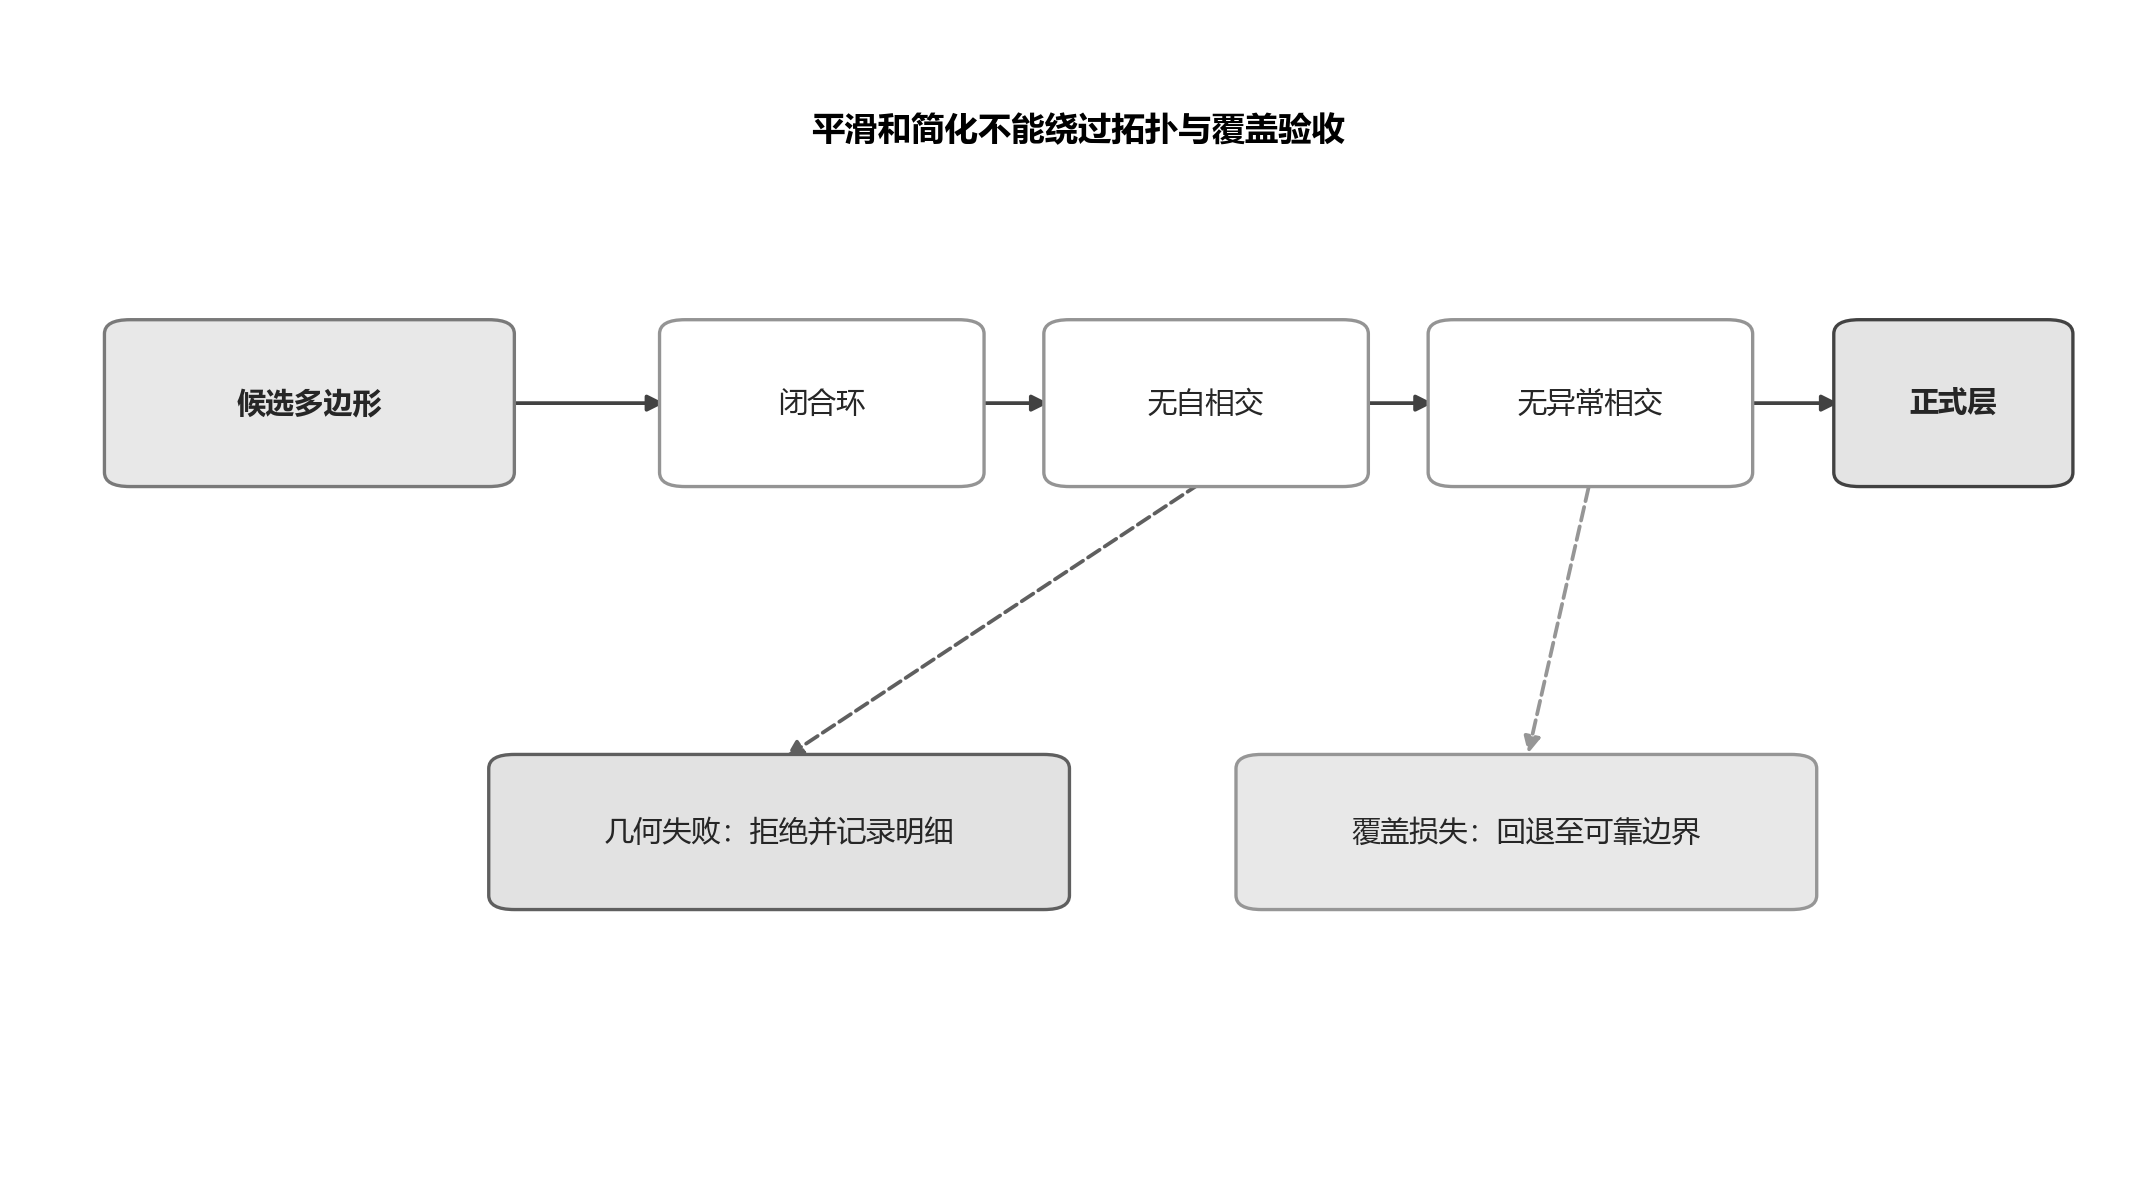 平滑和简化不能绕过拓扑与覆盖验收
候选多边形
闭合环
无自相交
无异常相交
正式层
几何失败：拒绝并记录明细
覆盖损失：回退至可靠边界